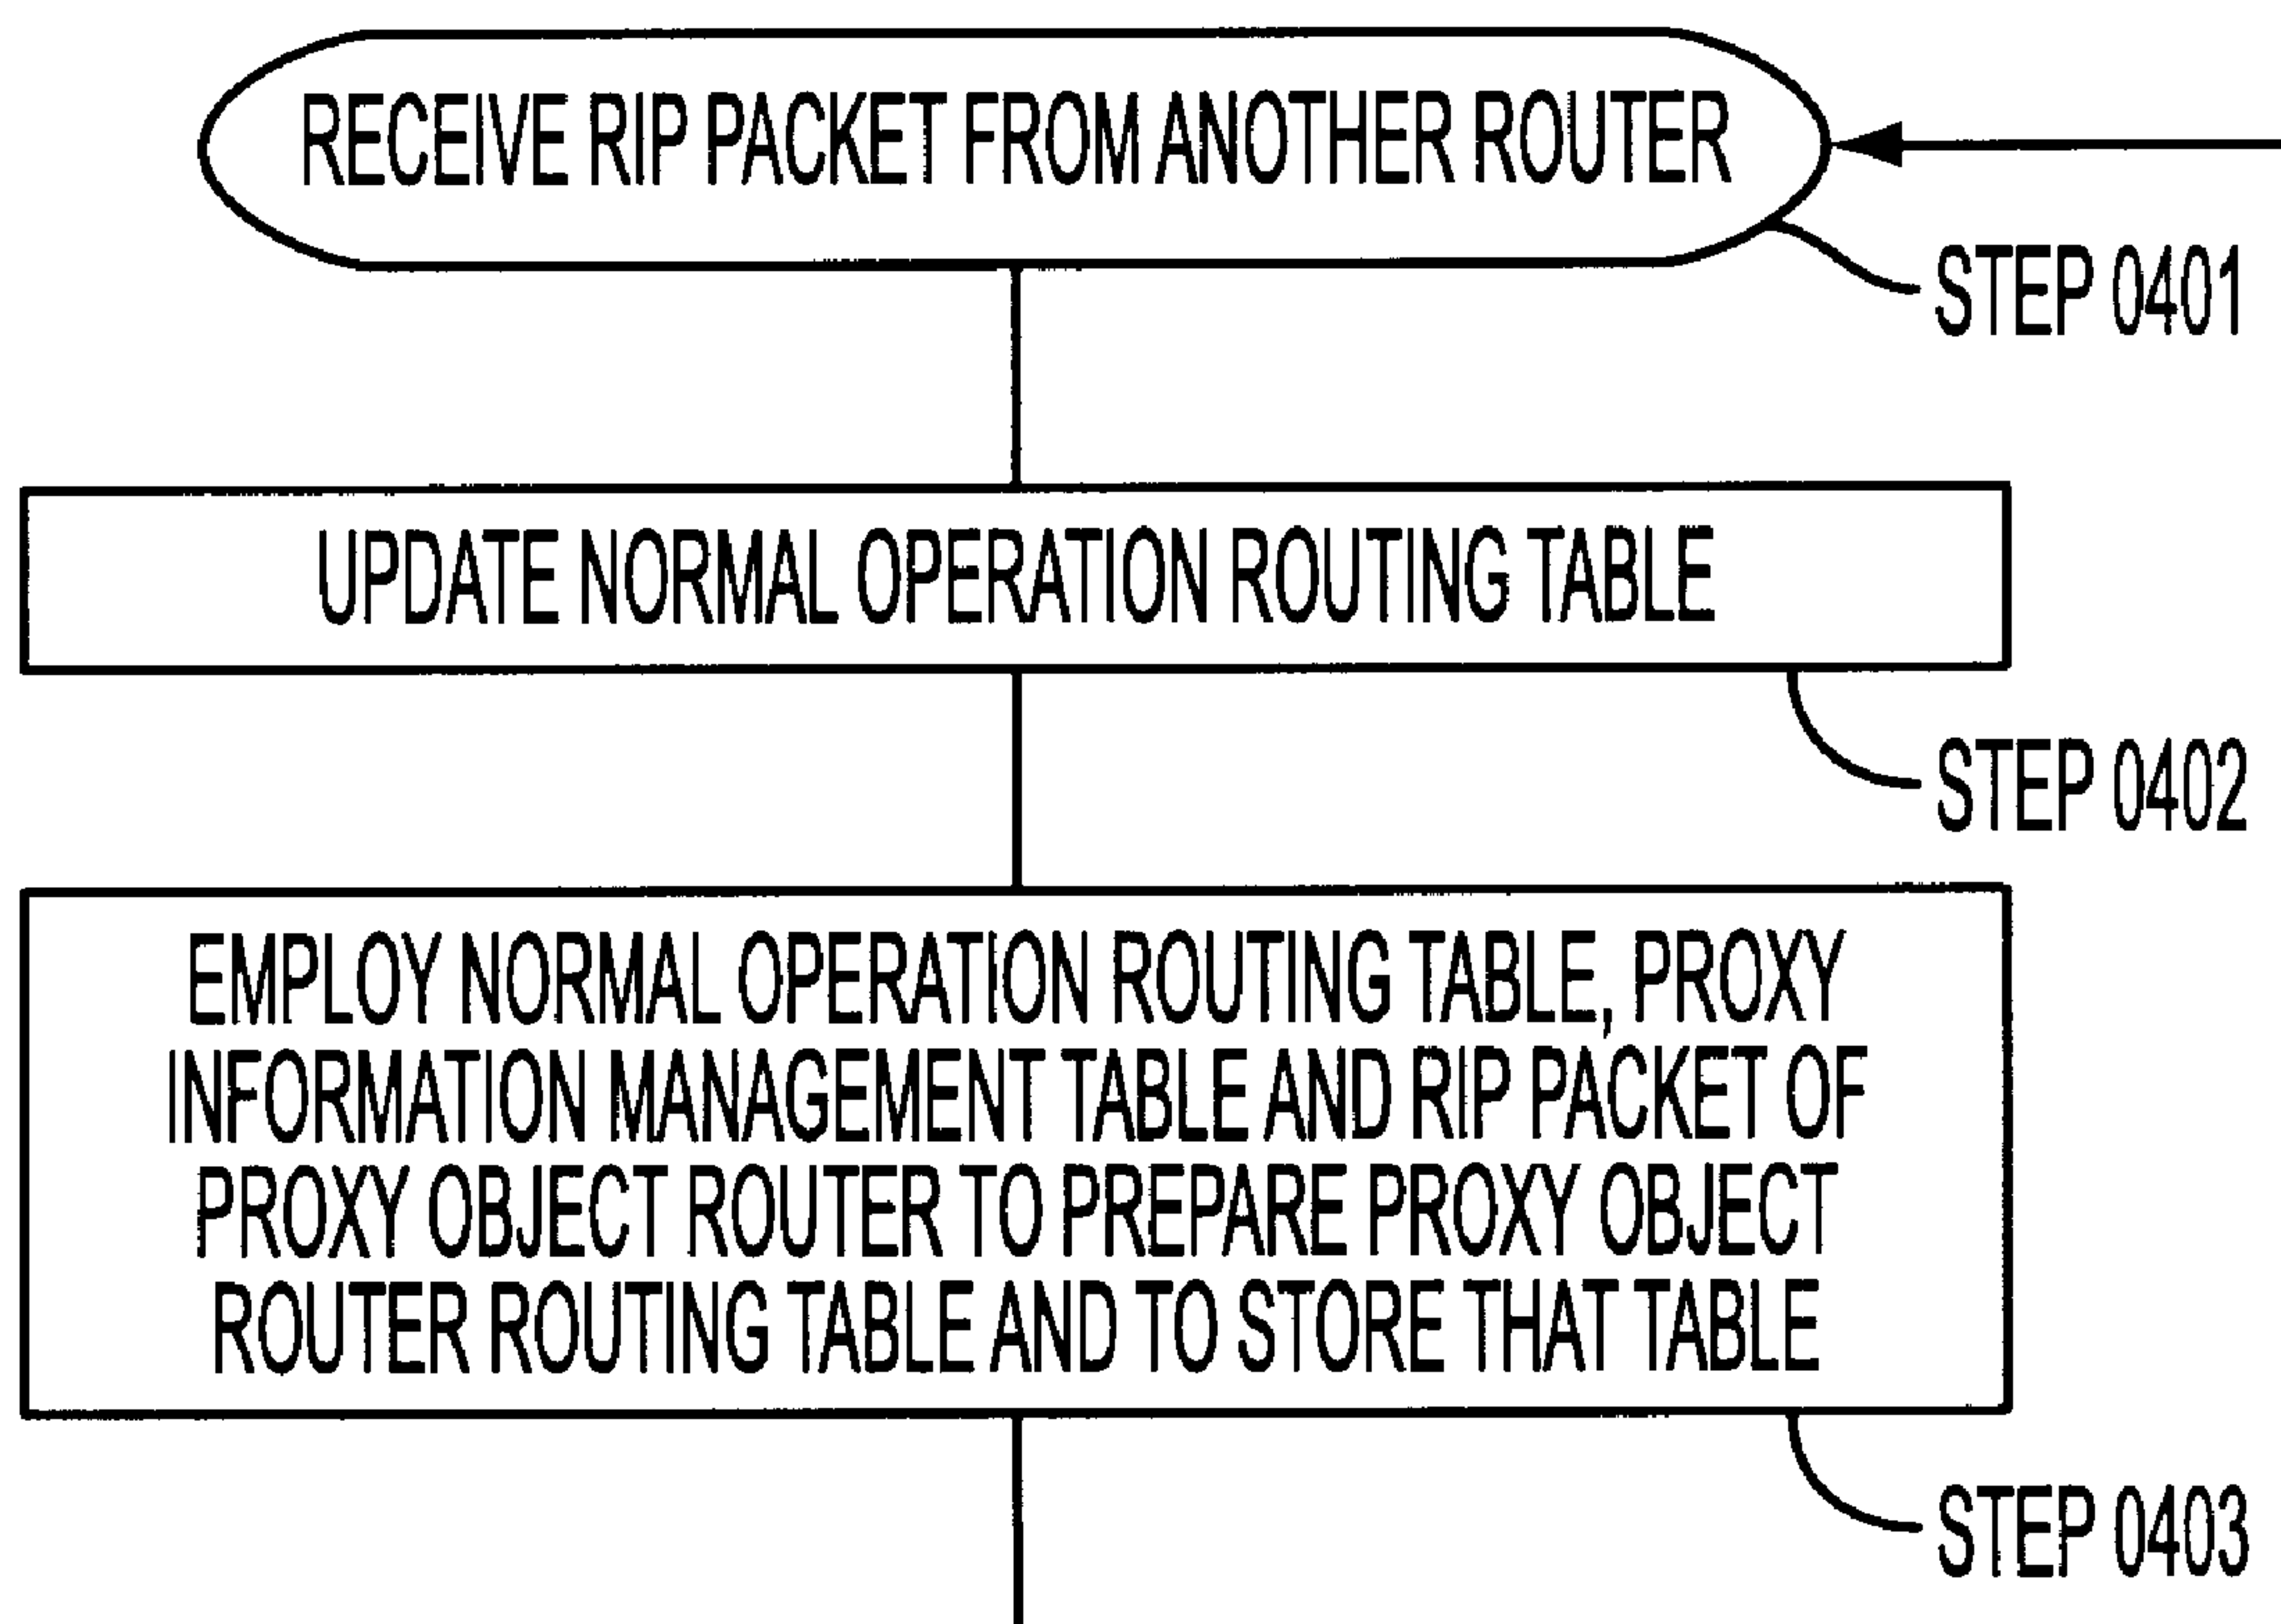 RECEIVE RIP PACKET FROM ANOTHER ROUTER
STEP 0401
UPDATE NORMAL OPERATION ROUTING TABLE
STEP 0402
EMPLOY NORMAL OPERATION ROUTING TABLE, PROXY
INFORMATION MANAGEMENT TABLE AND RIP PACKET OF
PROXY OBJECT ROUTER TO PREPARE PROXY OBJECT
ROUTER ROUTING TABLE AND TO STORE THAT TABLE
STEP 0403